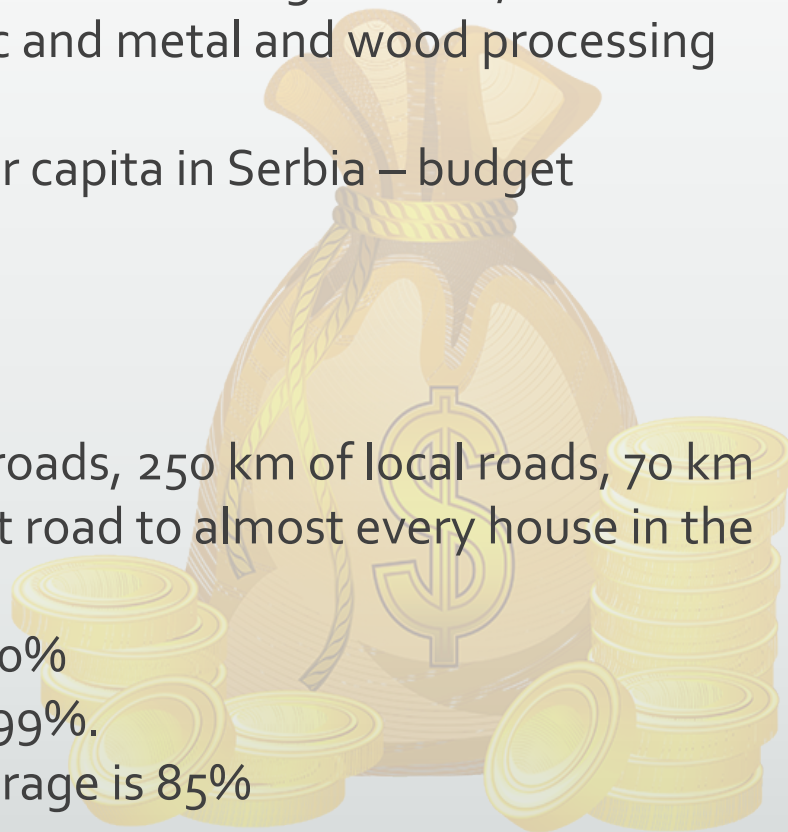 c and metal and wood processing
r capita in Serbia – budget
roads, 250 km of local roads, 70 km
t road to almost every house in the
0%
99%.
rage is 85%
$